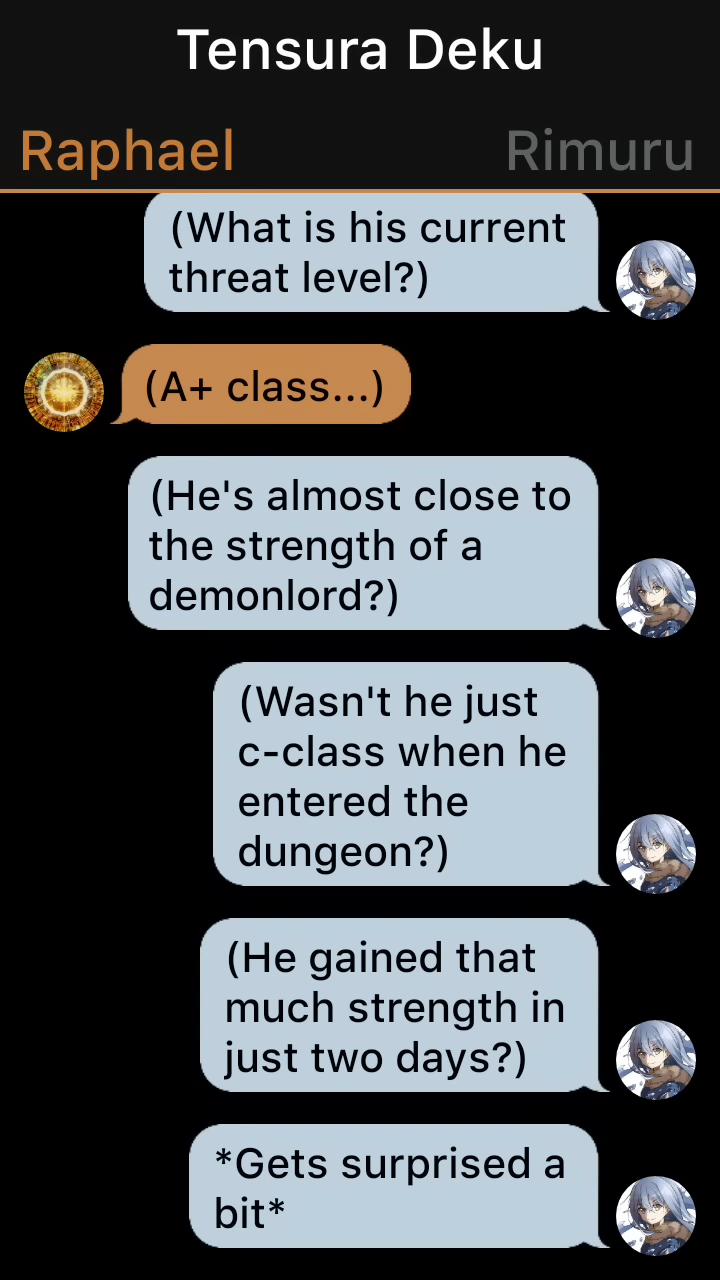 Tensura Deku
Raphael
Rimuru
(What is his current
threat level?)
(A+ class...)
(He's almost close to
the strength of a
demonlord?)
(Wasn't he just
c-class when he
entered the
dungeon?)
(He gained that
much strength in
just two days?)
*Gets surprised a
bit*